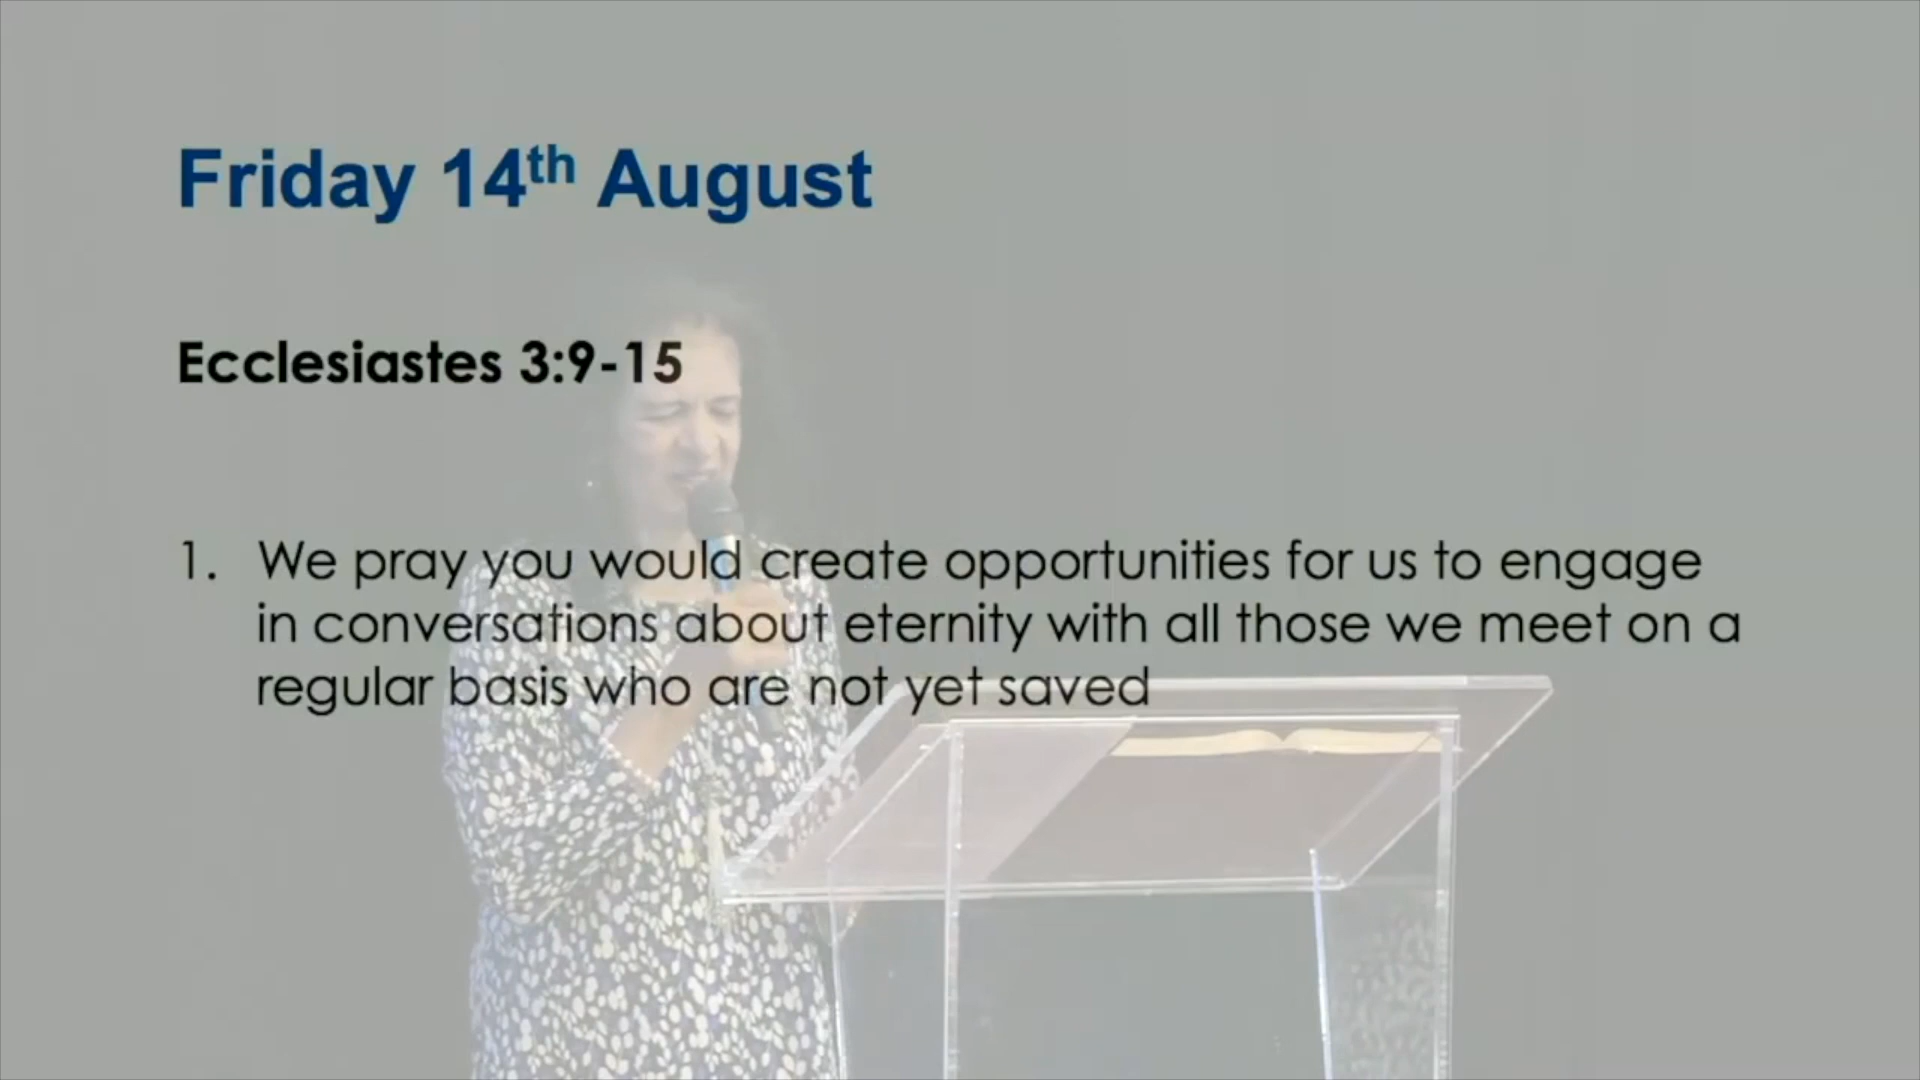 Friday 14th August
Ecclesiastes 3:9-15
1. We pray you would create opportunities for us to engage
in conversations about eternity with all those we meet on a
regular basis who are not yet saved